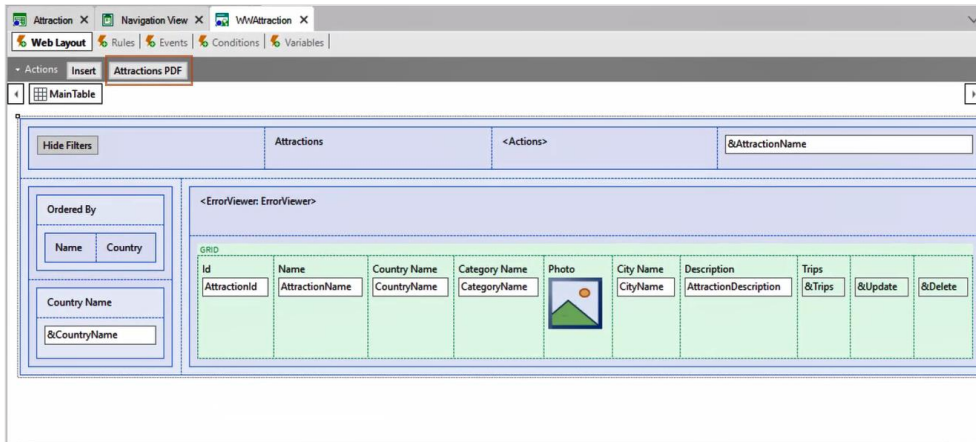 Attraction X Navigation View X WWAttraction X
Web Layout Rules Events Conditions Variables
Actions Insert Attractions PDF
MainTable
Hide Filters Attractions <Actions> &AttractionName
Ordered By
Name Country
Country Name
&CountryName
<ErrorViewer: ErrorViewer>
GRID
Id Name Country Name Category Name Photo City Name Description Trips
AttractionId AttractionName CountryName CategoryName CityName AttractionDescription &Trips &Update &Delete